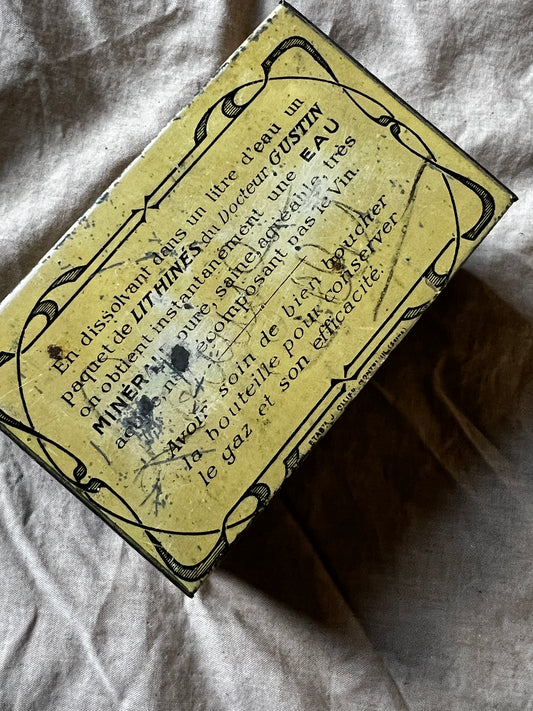 En dissolvant dans un litre d'eau un
paquet de LITHINÉS du Docteur GUSTIN
on obtient instantanément une EAU
MINERALE pure, saine, agréable, très
décomposant pas le vin.
Avoir soin de bien boucher
la bouteille pour conserver
le gaz et son efficacité.